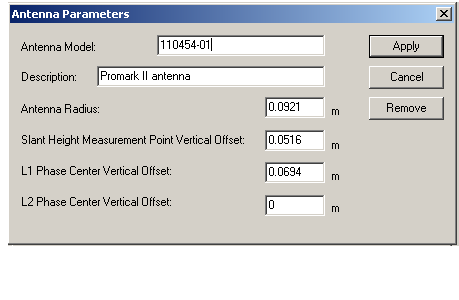 Antenna Parameters
Antenna Model: 110454-01 Apply
Description: Promark II antenna Cancel
Antenna Radius: 0.0921 m Remove
Slant Height Measurement Point Vertical Offset: 0.0516 m
L1 Phase Center Vertical Offset: 0.0694 m
L2 Phase Center Vertical Offset: 0 m